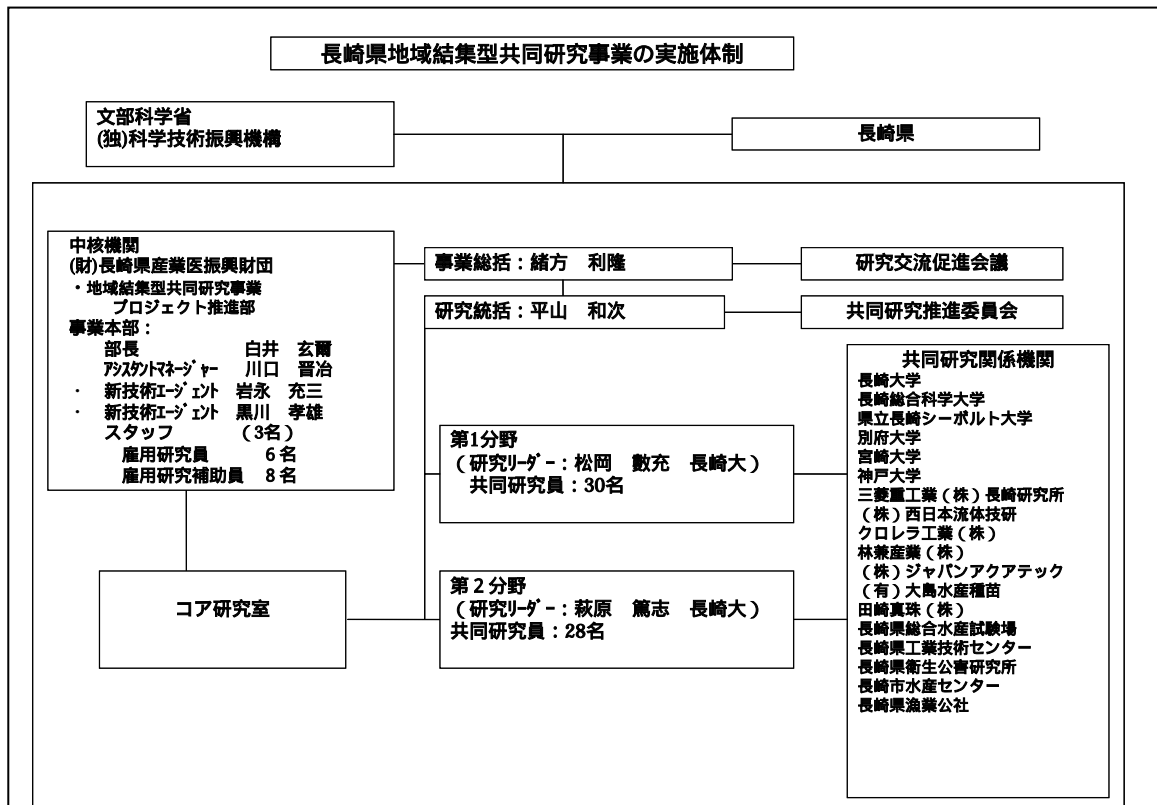 長崎県地域結集型共同研究事業の実施体制
文部科学省
(独)科学技術振興機構
長崎県
中核機関
(財)長崎県産業医振興財団
・地域結集型共同研究事業
プロジェクト推進部
事業本部：
部長 白井 玄爾
ｱｼｽﾀﾝﾄﾏﾈｰｼﾞｬｰ 川口 晋冶
・ 新技術ｴｰｼﾞｪﾝﾄ 岩永 充三
・ 新技術ｴｰｼﾞｪﾝﾄ 黒川 孝雄
スタッフ （3名）
雇用研究員 6名
雇用研究補助員 8名
コア研究室
事業総括：緒方 利隆
研究交流促進会議
研究統括：平山 和次
共同研究推進委員会
第1分野
（研究ﾘｰﾀﾞｰ：松岡 數充 長崎大）
共同研究員：30名
第２分野
（研究ﾘｰﾀﾞｰ：萩原 篤志 長崎大）
共同研究員：28名
共同研究関係機関
長崎大学
長崎総合科学大学
県立長崎シーボルト大学
別府大学
宮崎大学
神戸大学
三菱重工業（株）長崎研究所
（株）西日本流体技研
クロレラ工業（株）
林兼産業（株）
（株）ジャパンアクアテック
（有）大島水産種苗
田崎真珠（株）
長崎県総合水産試験場
長崎県工業技術センター
長崎県衛生公害研究所
長崎市水産センター
長崎県漁業公社